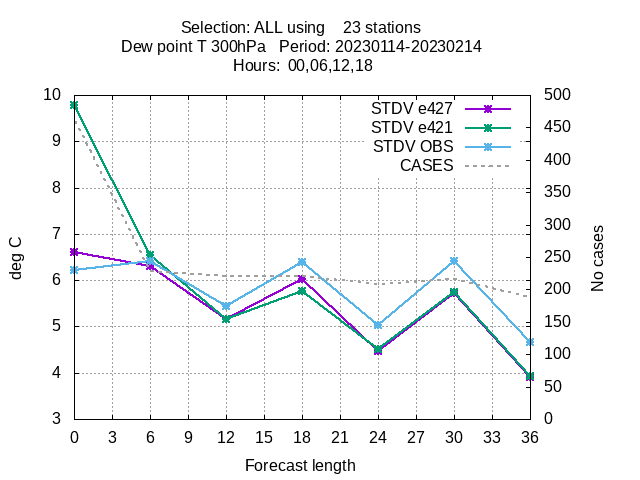 Selection: ALL using    23 stations
Dew point T 300hPa   Period: 20230114-20230214
Hours:  00,06,12,18
STDV e427
STDV e421
STDV OBS
CASES
10
9
8
7
6
5
4
3
deg C
500
450
400
350
300
250
200
150
100
50
0
No cases
0 3 6 9 12 15 18 21 24 27 30 33 36
Forecast length